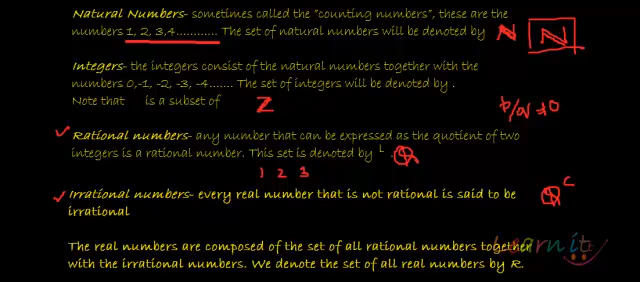 Natural Numbers- sometimes called the "counting numbers", these are the
numbers 1, 2, 3,4............ The set of natural numbers will be denoted by N N
Integers- the integers consist of the natural numbers together with the
numbers 0,-1, -2, -3, -4....... The set of integers will be denoted by .
Note that is a subset of Z
Rational numbers- any number that can be expressed as the quotient of two
integers is a rational number. This set is denoted by . Q
1 2 3
Irrational numbers- every real number that is not rational is said to be
irrational
Q c
The real numbers are composed of the set of all rational numbers together
with the irrational numbers. We denote the set of all real numbers by R.
Learn it